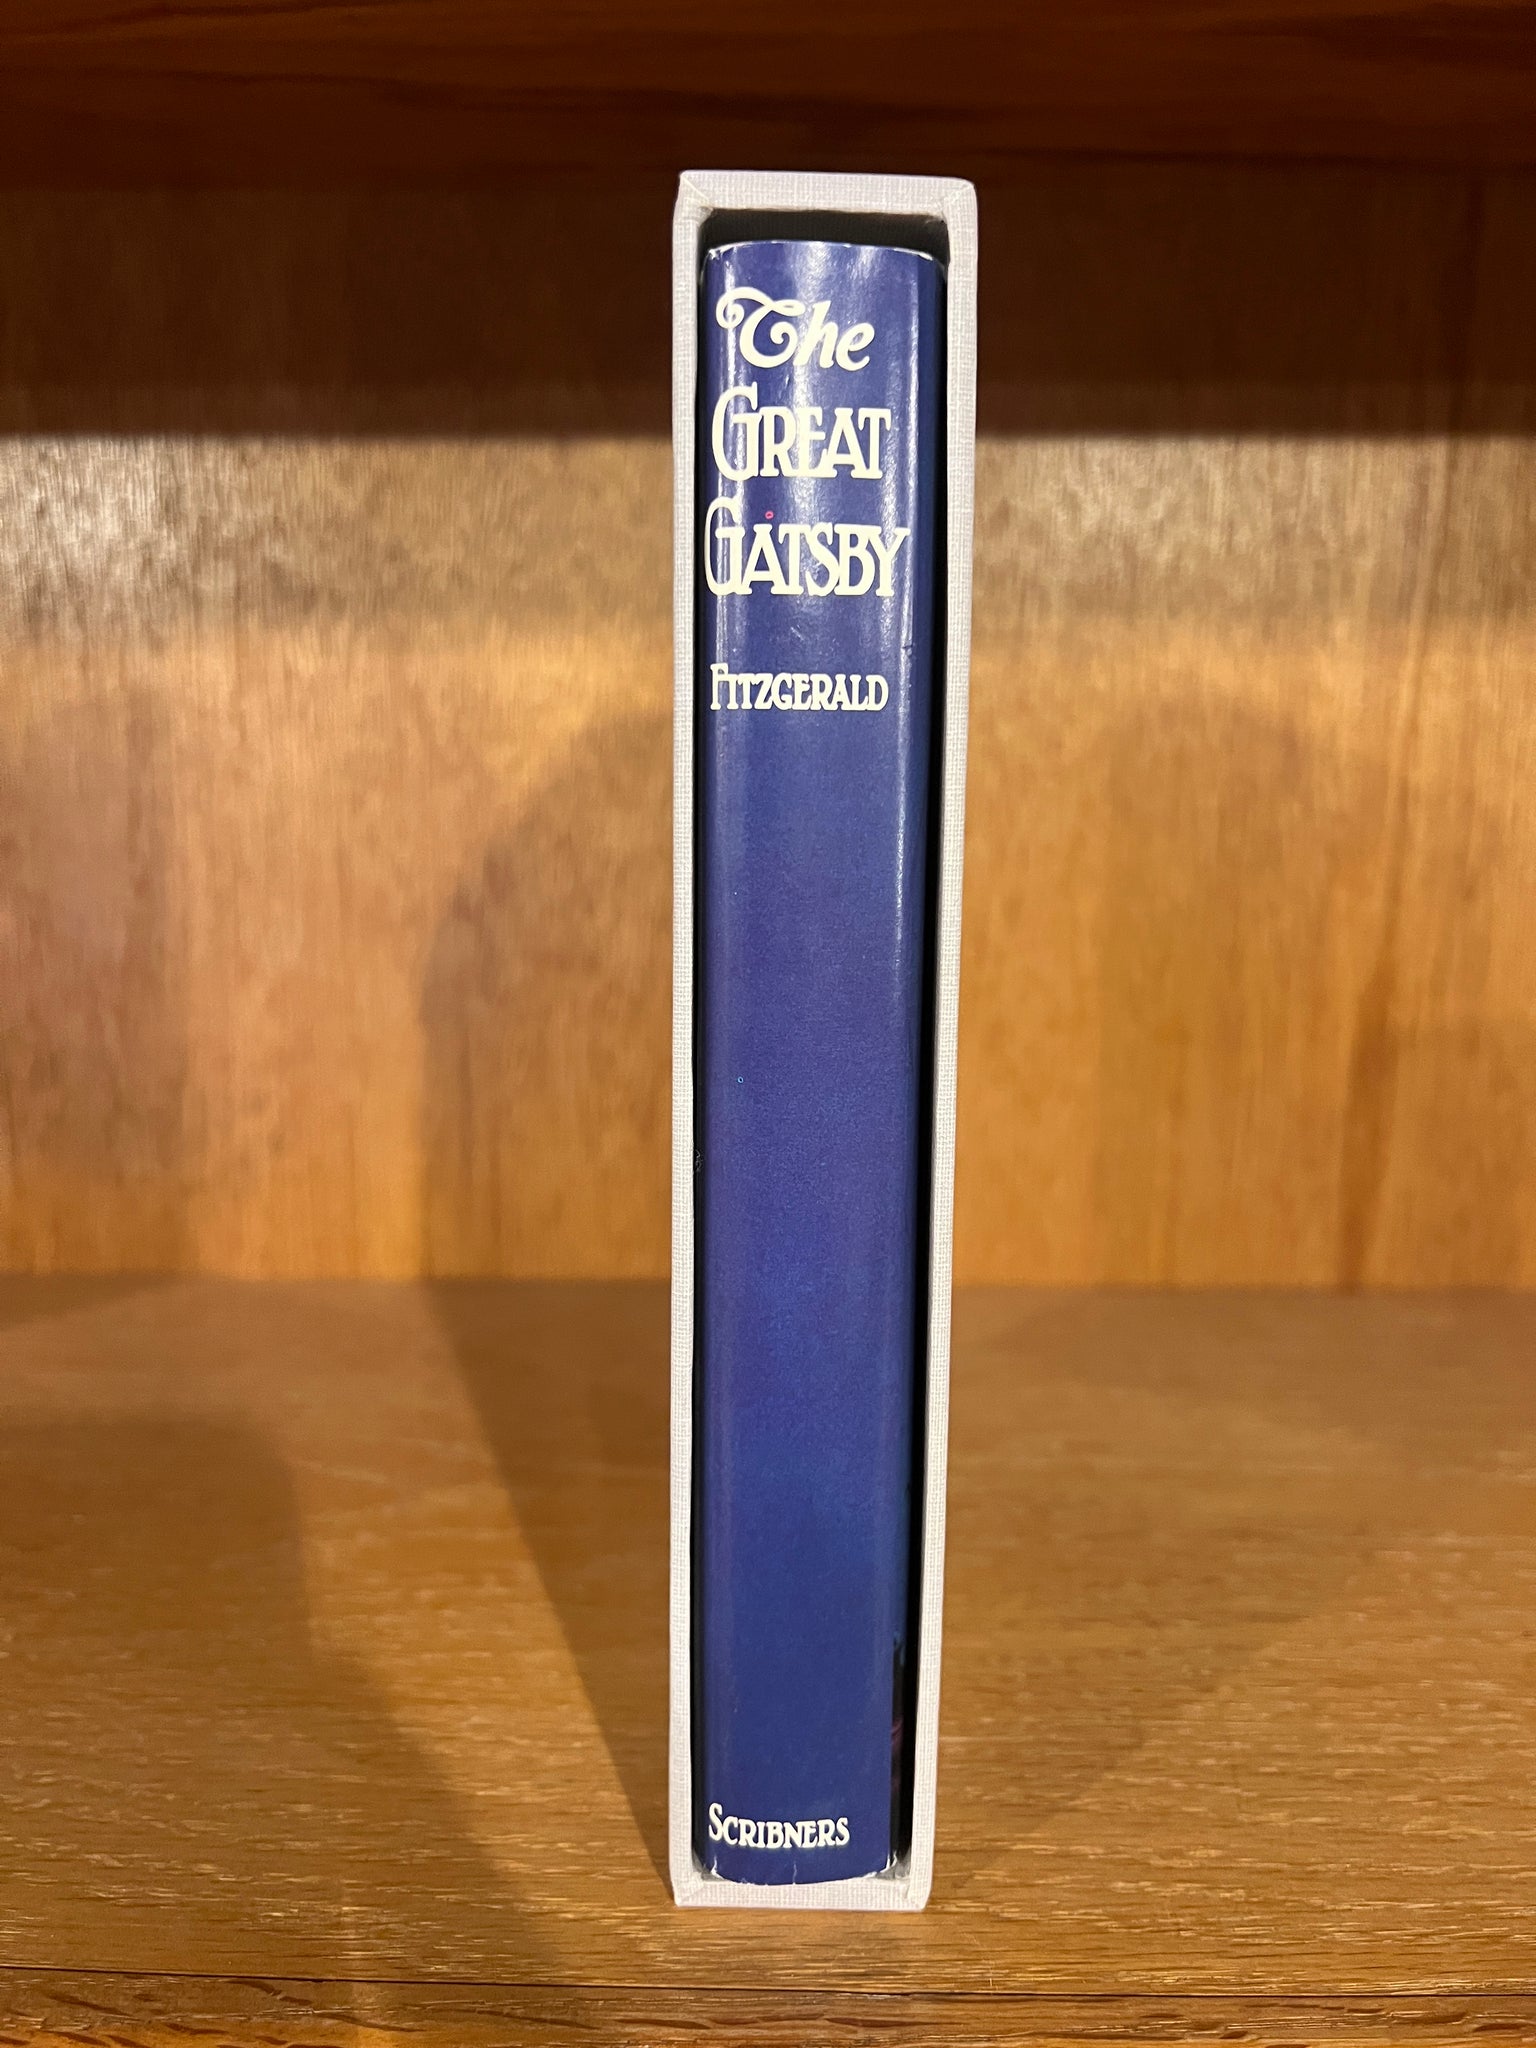 The
GREAT
GATSBY
FITZGERALD
SCRIBNERS